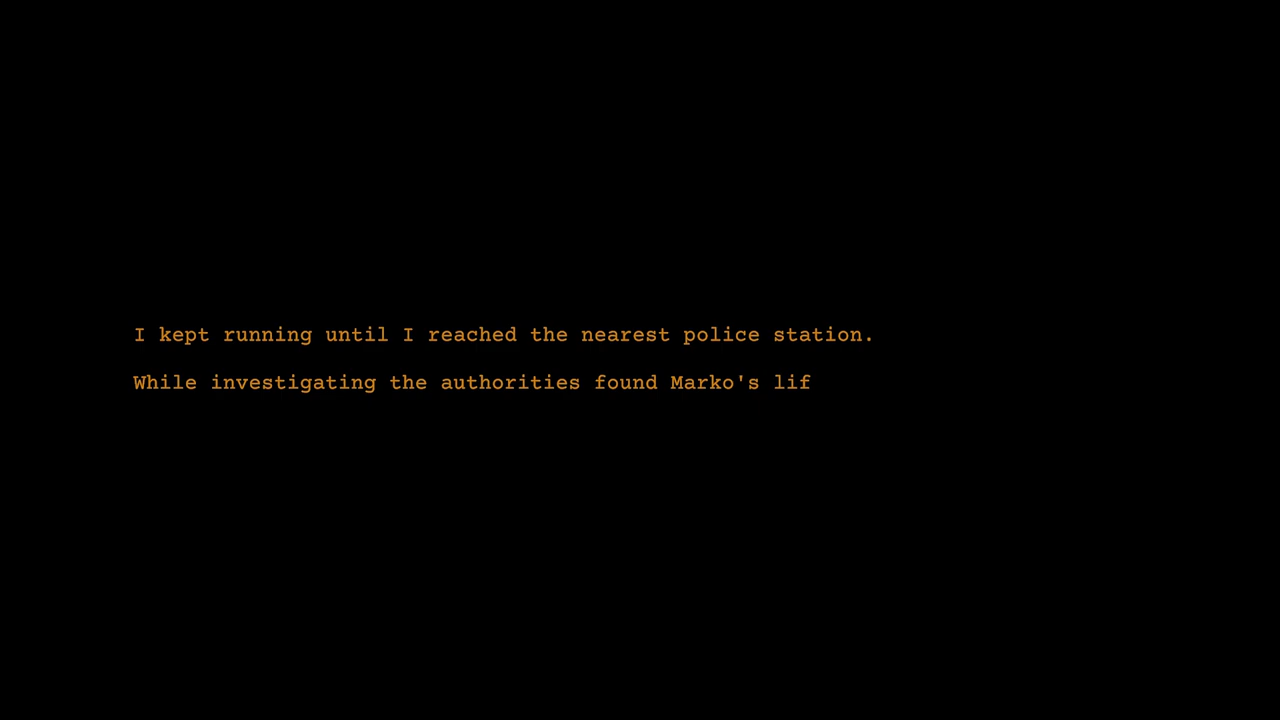 I kept running until I reached the nearest police station.
While investigating the authorities found Marko's lif